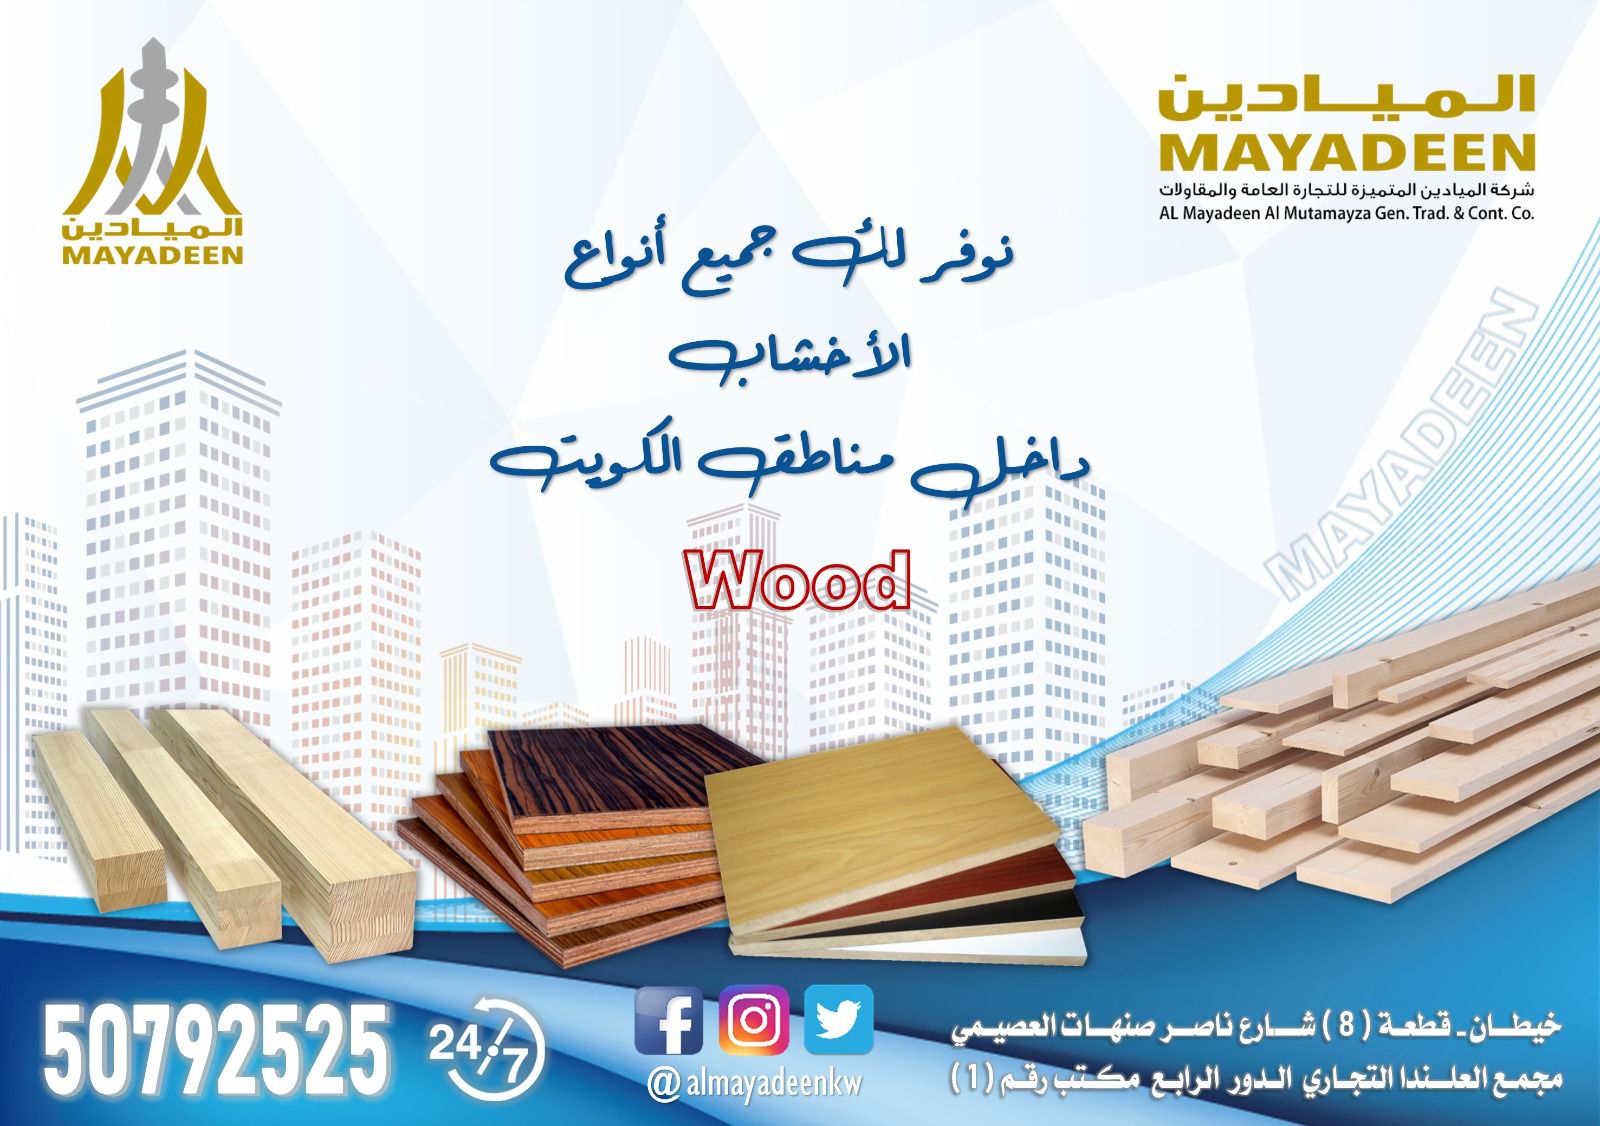 الميادين
MAYADEEN
الميادين
MAYADEEN
شركة الميادين المتميزة للتجارة العامة والمقاولات
AL Mayadeen Al Mutamayza Gen. Trad. & Cont. Co.
نوفر لك جميع أنواع
الأخشاب
داخل مناطق الكويت
Wood
MAYADEEN
50792525
24/7
@almayadeenkw
خيطان - قطعة ( 8 ) شارع ناصر صنهات العصيمي
مجمع العلندا التجاري الدور الرابع مكتب رقم ( 1 )